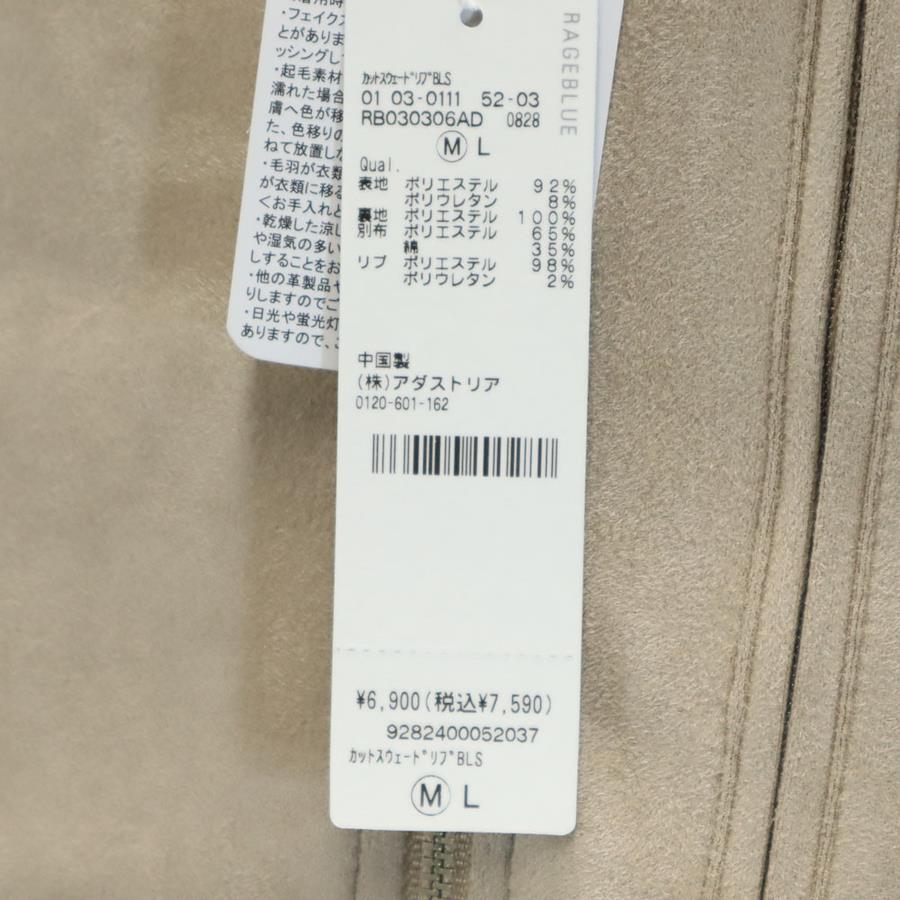 ・フェイクス
とがありま
ッシングし
・起毛素材
濡れた場合
膚へ色が移
た、色移りの
ねて放置し
・毛羽が衣類
が衣類に移る
＜お手入れと
・乾燥した涼し
や湿気の多い
しすることをお
・他の革製品や
りしますのでご
・日光や蛍光灯
ありますので、
RAGEBLUE
ｶｯﾄｽｳｪｰﾄﾞﾘﾌﾞBLS
01 03-0111 52-03
RB030306AD 0828
Ⓜ L
Qual.
表地 ポリエステル 92%
ポリウレタン 8%
裏地 ポリエステル 100%
別布 ポリエステル 65%
綿 35%
リブ ポリエステル 98%
ポリウレタン 2%
中国製
(株)アダストリア
0120-601-162
¥6,900(税込¥7,590)
9282400052037
ｶｯﾄｽｳｪｰﾄﾞﾘﾌﾞBLS
Ⓜ L